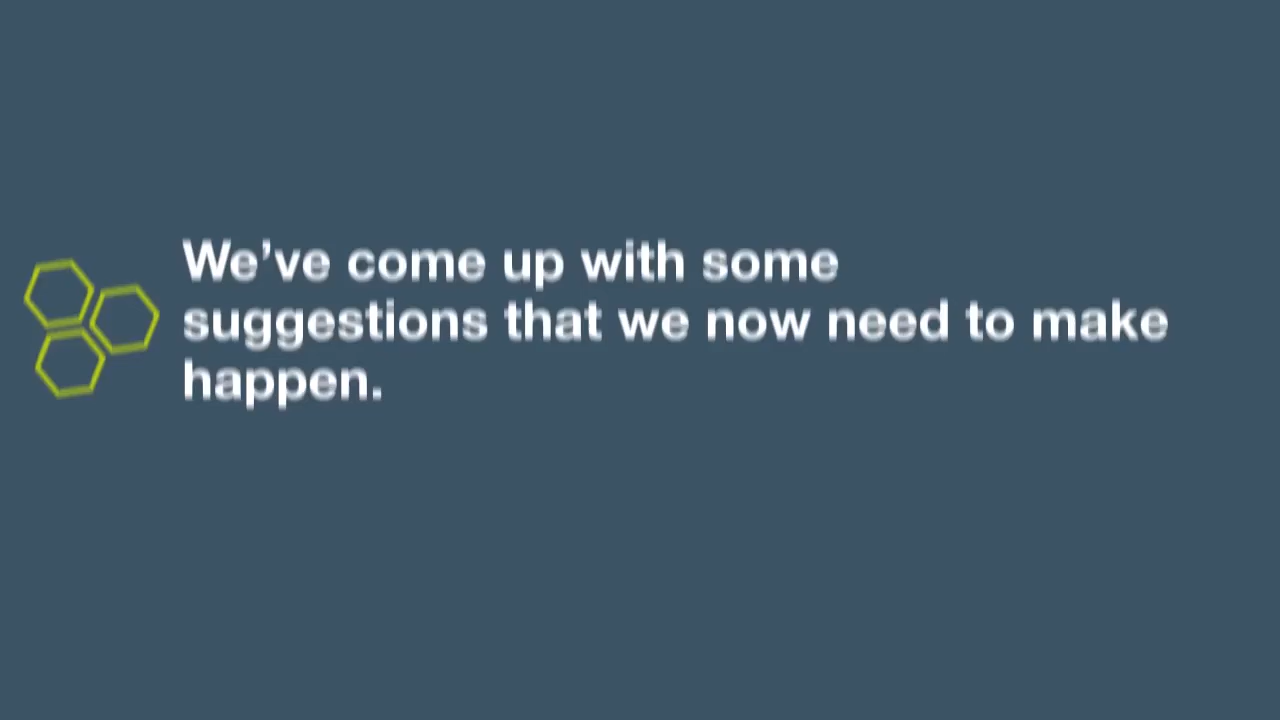 We’ve come up with some
suggestions that we now need to make
happen.